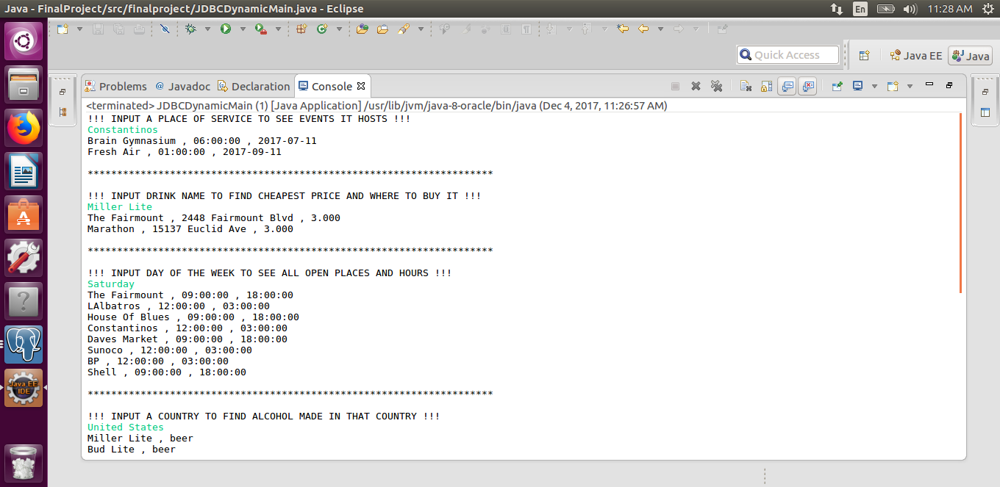 Java - FinalProject/src/finalproject/JDBCDynamicMain.java - Eclipse
En
11:28 AM
Quick Access
Java EE
Java
Problems
@ Javadoc
Declaration
Console
<terminated> JDBCDynamicMain (1) [Java Application] /usr/lib/jvm/java-8-oracle/bin/java (Dec 4, 2017, 11:26:57 AM)
!!! INPUT A PLACE OF SERVICE TO SEE EVENTS IT HOSTS !!!
Constantinos
Brain Gymnasium , 06:00:00 , 2017-07-11
Fresh Air , 01:00:00 , 2017-09-11
*********************************************************************
!!! INPUT DRINK NAME TO FIND CHEAPEST PRICE AND WHERE TO BUY IT !!!
Miller Lite
The Fairmount , 2448 Fairmount Blvd , 3.000
Marathon , 15137 Euclid Ave , 3.000
*********************************************************************
!!! INPUT DAY OF THE WEEK TO SEE ALL OPEN PLACES AND HOURS !!!
Saturday
The Fairmount , 09:00:00 , 18:00:00
LAlbatros , 12:00:00 , 03:00:00
House Of Blues , 09:00:00 , 18:00:00
Constantinos , 12:00:00 , 03:00:00
Daves Market , 09:00:00 , 18:00:00
Sunoco , 12:00:00 , 03:00:00
BP , 12:00:00 , 03:00:00
Shell , 09:00:00 , 18:00:00
*********************************************************************
!!! INPUT A COUNTRY TO FIND ALCOHOL MADE IN THAT COUNTRY !!!
United States
Miller Lite , beer
Bud Lite , beer
Java EE
IDE